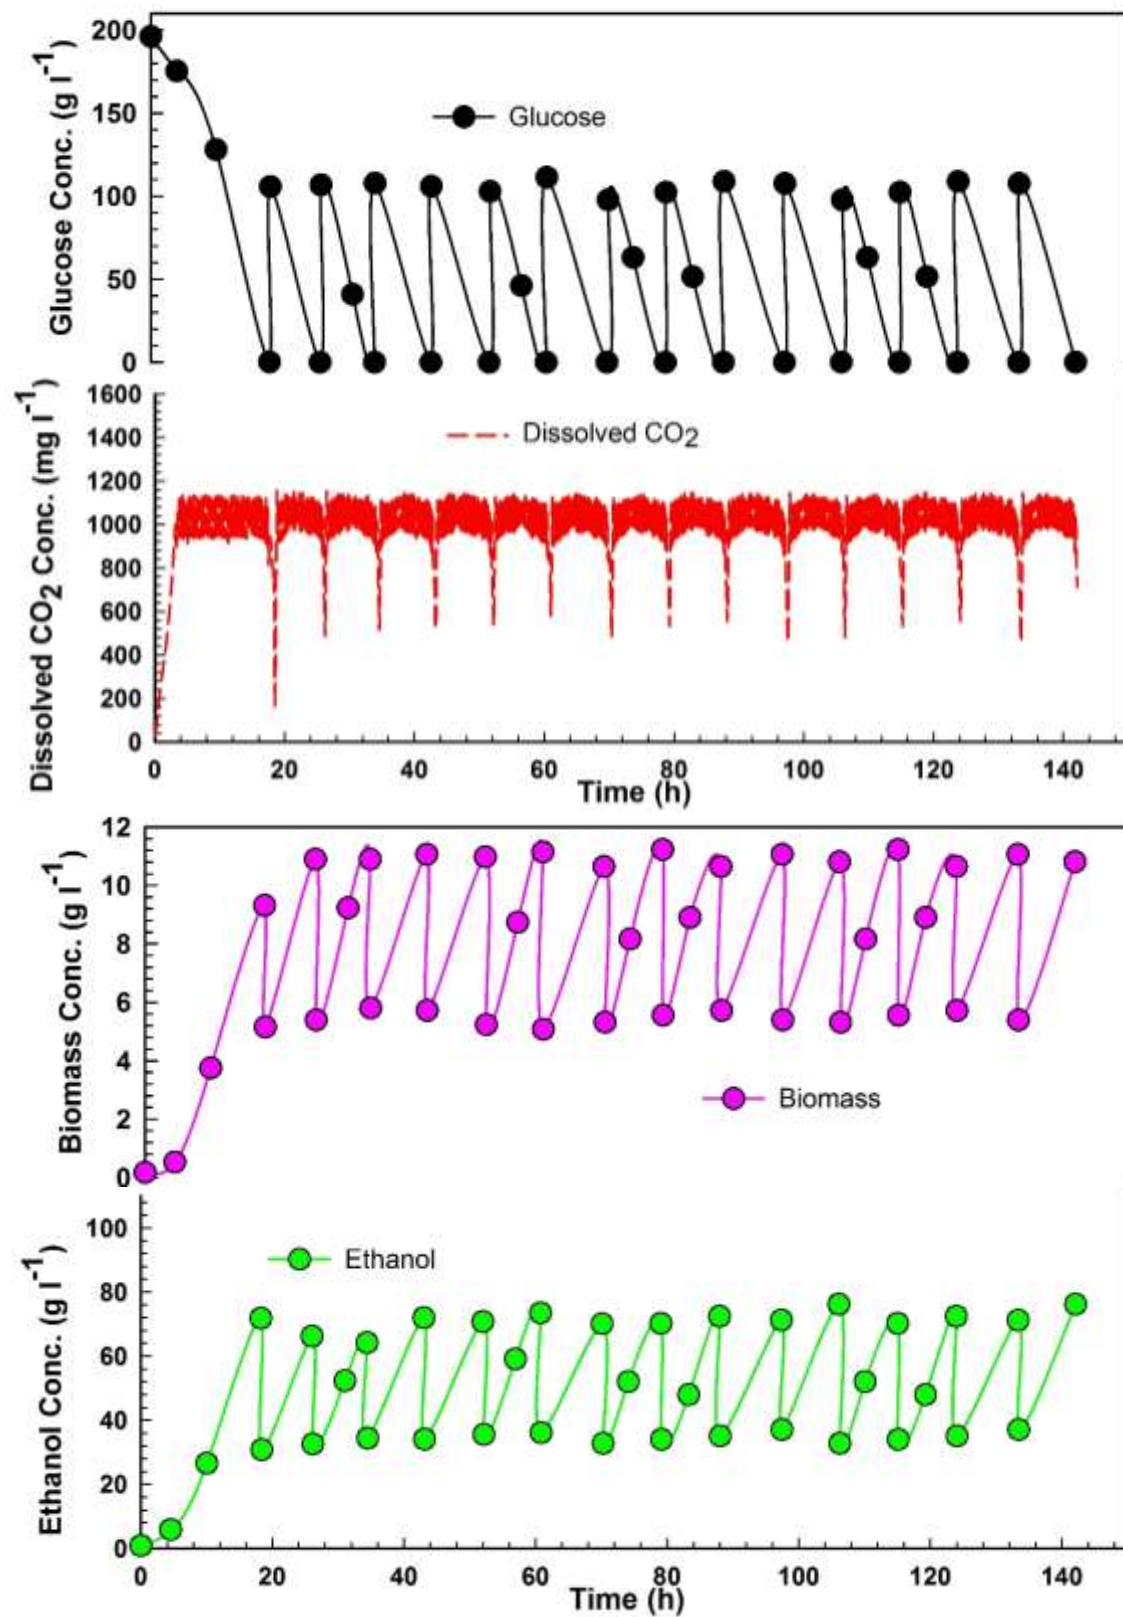 Glucose Conc. (g l⁻¹)
200
150
100
50
0
Glucose
Dissolved CO₂ Conc. (mg l⁻¹)
1600
1400
1200
1000
800
600
400
200
0
Dissolved CO₂
0 20 40 60 80 100 120 140
Time (h)
Biomass Conc. (g l⁻¹)
12
10
8
6
4
2
0
Biomass
Ethanol Conc. (g l⁻¹)
100
80
60
40
20
0
Ethanol
0 20 40 60 80 100 120 140
Time (h)